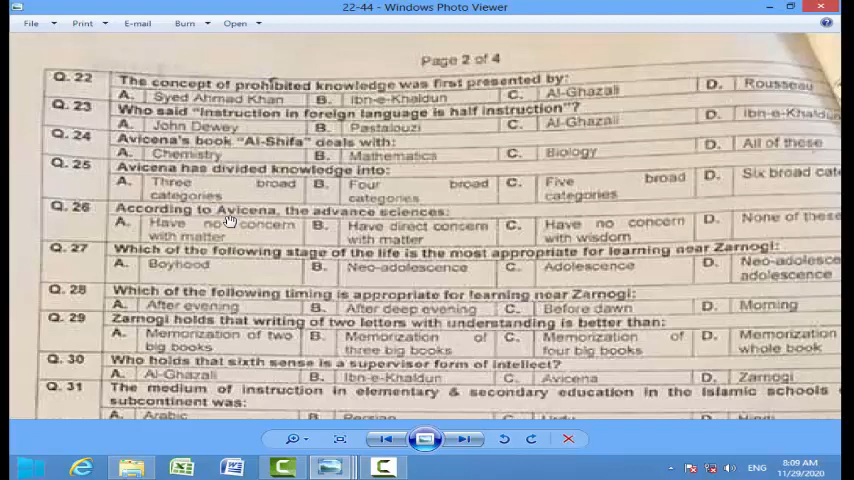 22-44 - Windows Photo Viewer
File Print E-mail Burn Open
Page 2 of 4
Q. 22 The concept of prohibited knowledge was first presented by:
A. Syed Ahmad Khan B. Ibn-e-Khaldun C. Al-Ghazali D. Rousseau
Q. 23 Who said "Instruction in foreign language is half instruction"?
A. John Dewey B. Pastalouzi C. Al-Ghazali D. Ibn-e-Khaldun
Q. 24 Avicena's book "Al-Shifa" deals with:
A. Chemistry B. Mathematics C. Biology D. All of these
Q. 25 Avicena has divided knowledge into:
A. Three broad B. Four broad C. Five broad D. Six broad cate
categories categories categories
Q. 26 According to Avicena, the advance sciences:
A. Have no concern B. Have direct concern C. Have no concern D. None of these
with matter with matter with wisdom
Q. 27 Which of the following stage of the life is the most appropriate for learning near Zarnogi:
A. Boyhood B. Neo-adolescence C. Adolescence D. Neo-adolesce
adolescence
Q. 28 Which of the following timing is appropriate for learning near Zarnogi:
A. After evening B. After deep evening C. Before dawn D. Morning
Q. 29 Zarnogi holds that writing of two letters with understanding is better than:
A. Memorization of two B. Memorization of C. Memorization of D. Memorization
big books three big books four big books whole book
Q. 30 Who holds that sixth sense is a supervisor form of intellect?
A. Al-Ghazali B. Ibn-e-Khaldun C. Avicena D. Zarnogi
Q. 31 The medium of instruction in elementary & secondary education in the Islamic schools
subcontinent was:
A. Arabic B. Persian C. Urdu D. Hindi
ENG 8:09 AM
11/29/2020